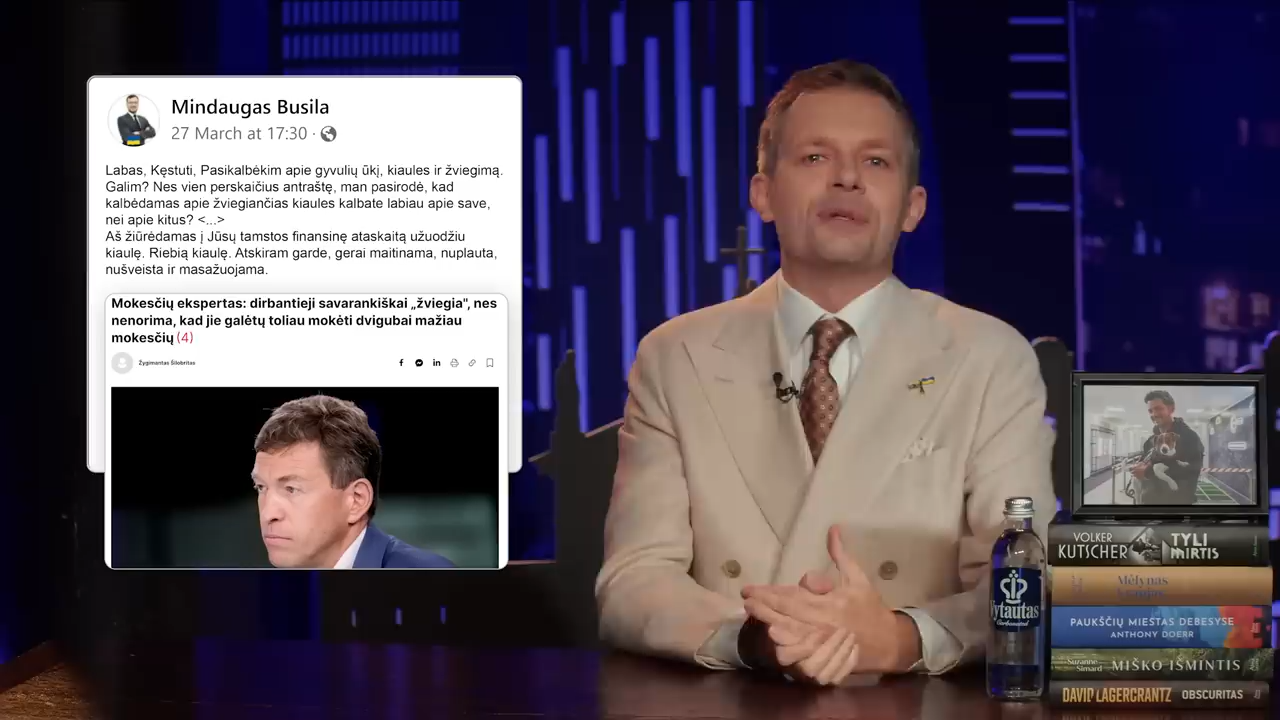 Mindaugas Busila
27 March at 17:30 ·
Labas, Kęstuti, Pasikalbėkim apie gyvulių ūkį, kiaules ir žviegimą.
Galim? Nes vien perskaičius antraštę, man pasirodė, kad
kalbėdamas apie žviegiančias kiaules kalbate labiau apie save,
nei apie kitus? <...>
Aš žiūrėdamas į Jūsų tamstos finansinę ataskaitą užuodžiu
kiaulę. Riebią kiaulę. Atskiram garde, gerai maitinama, nuplauta,
nušveista ir masažuojama.
Mokesčių ekspertas: dirbantieji savarankiškai „žviegia", nes
nenorima, kad jie galėtų toliau mokėti dvigubai mažiau
mokesčių (4)
Žygimantas Šilobritas
Vytautas
Carbonated
VOLKER
KUTSCHER
TYLI
MIRTIS
Mėlynas
PAUKŠČIŲ MIESTAS DEBESYSE
ANTHONY DOERR
Suzanne
Simard
MIŠKO IŠMINTIS
DAVID LAGERCRANTZ OBSCURITAS